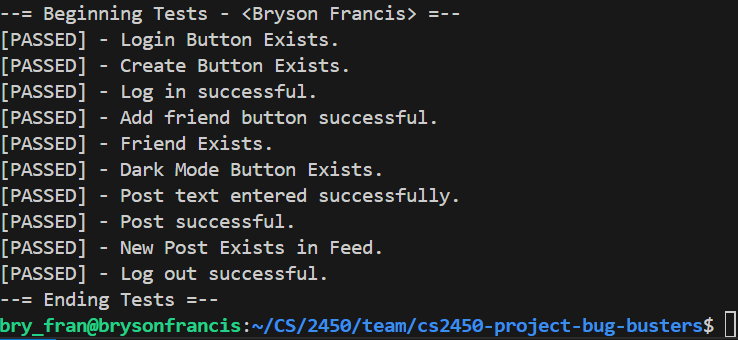 --= Beginning Tests - <Bryson Francis> =--
[PASSED] - Login Button Exists.
[PASSED] - Create Button Exists.
[PASSED] - Log in successful.
[PASSED] - Add friend button successful.
[PASSED] - Friend Exists.
[PASSED] - Dark Mode Button Exists.
[PASSED] - Post text entered successfully.
[PASSED] - Post successful.
[PASSED] - New Post Exists in Feed.
[PASSED] - Log out successful.
--= Ending Tests =--
bry_fran@brysonfrancis:~/CS/2450/team/cs2450-project-bug-busters$